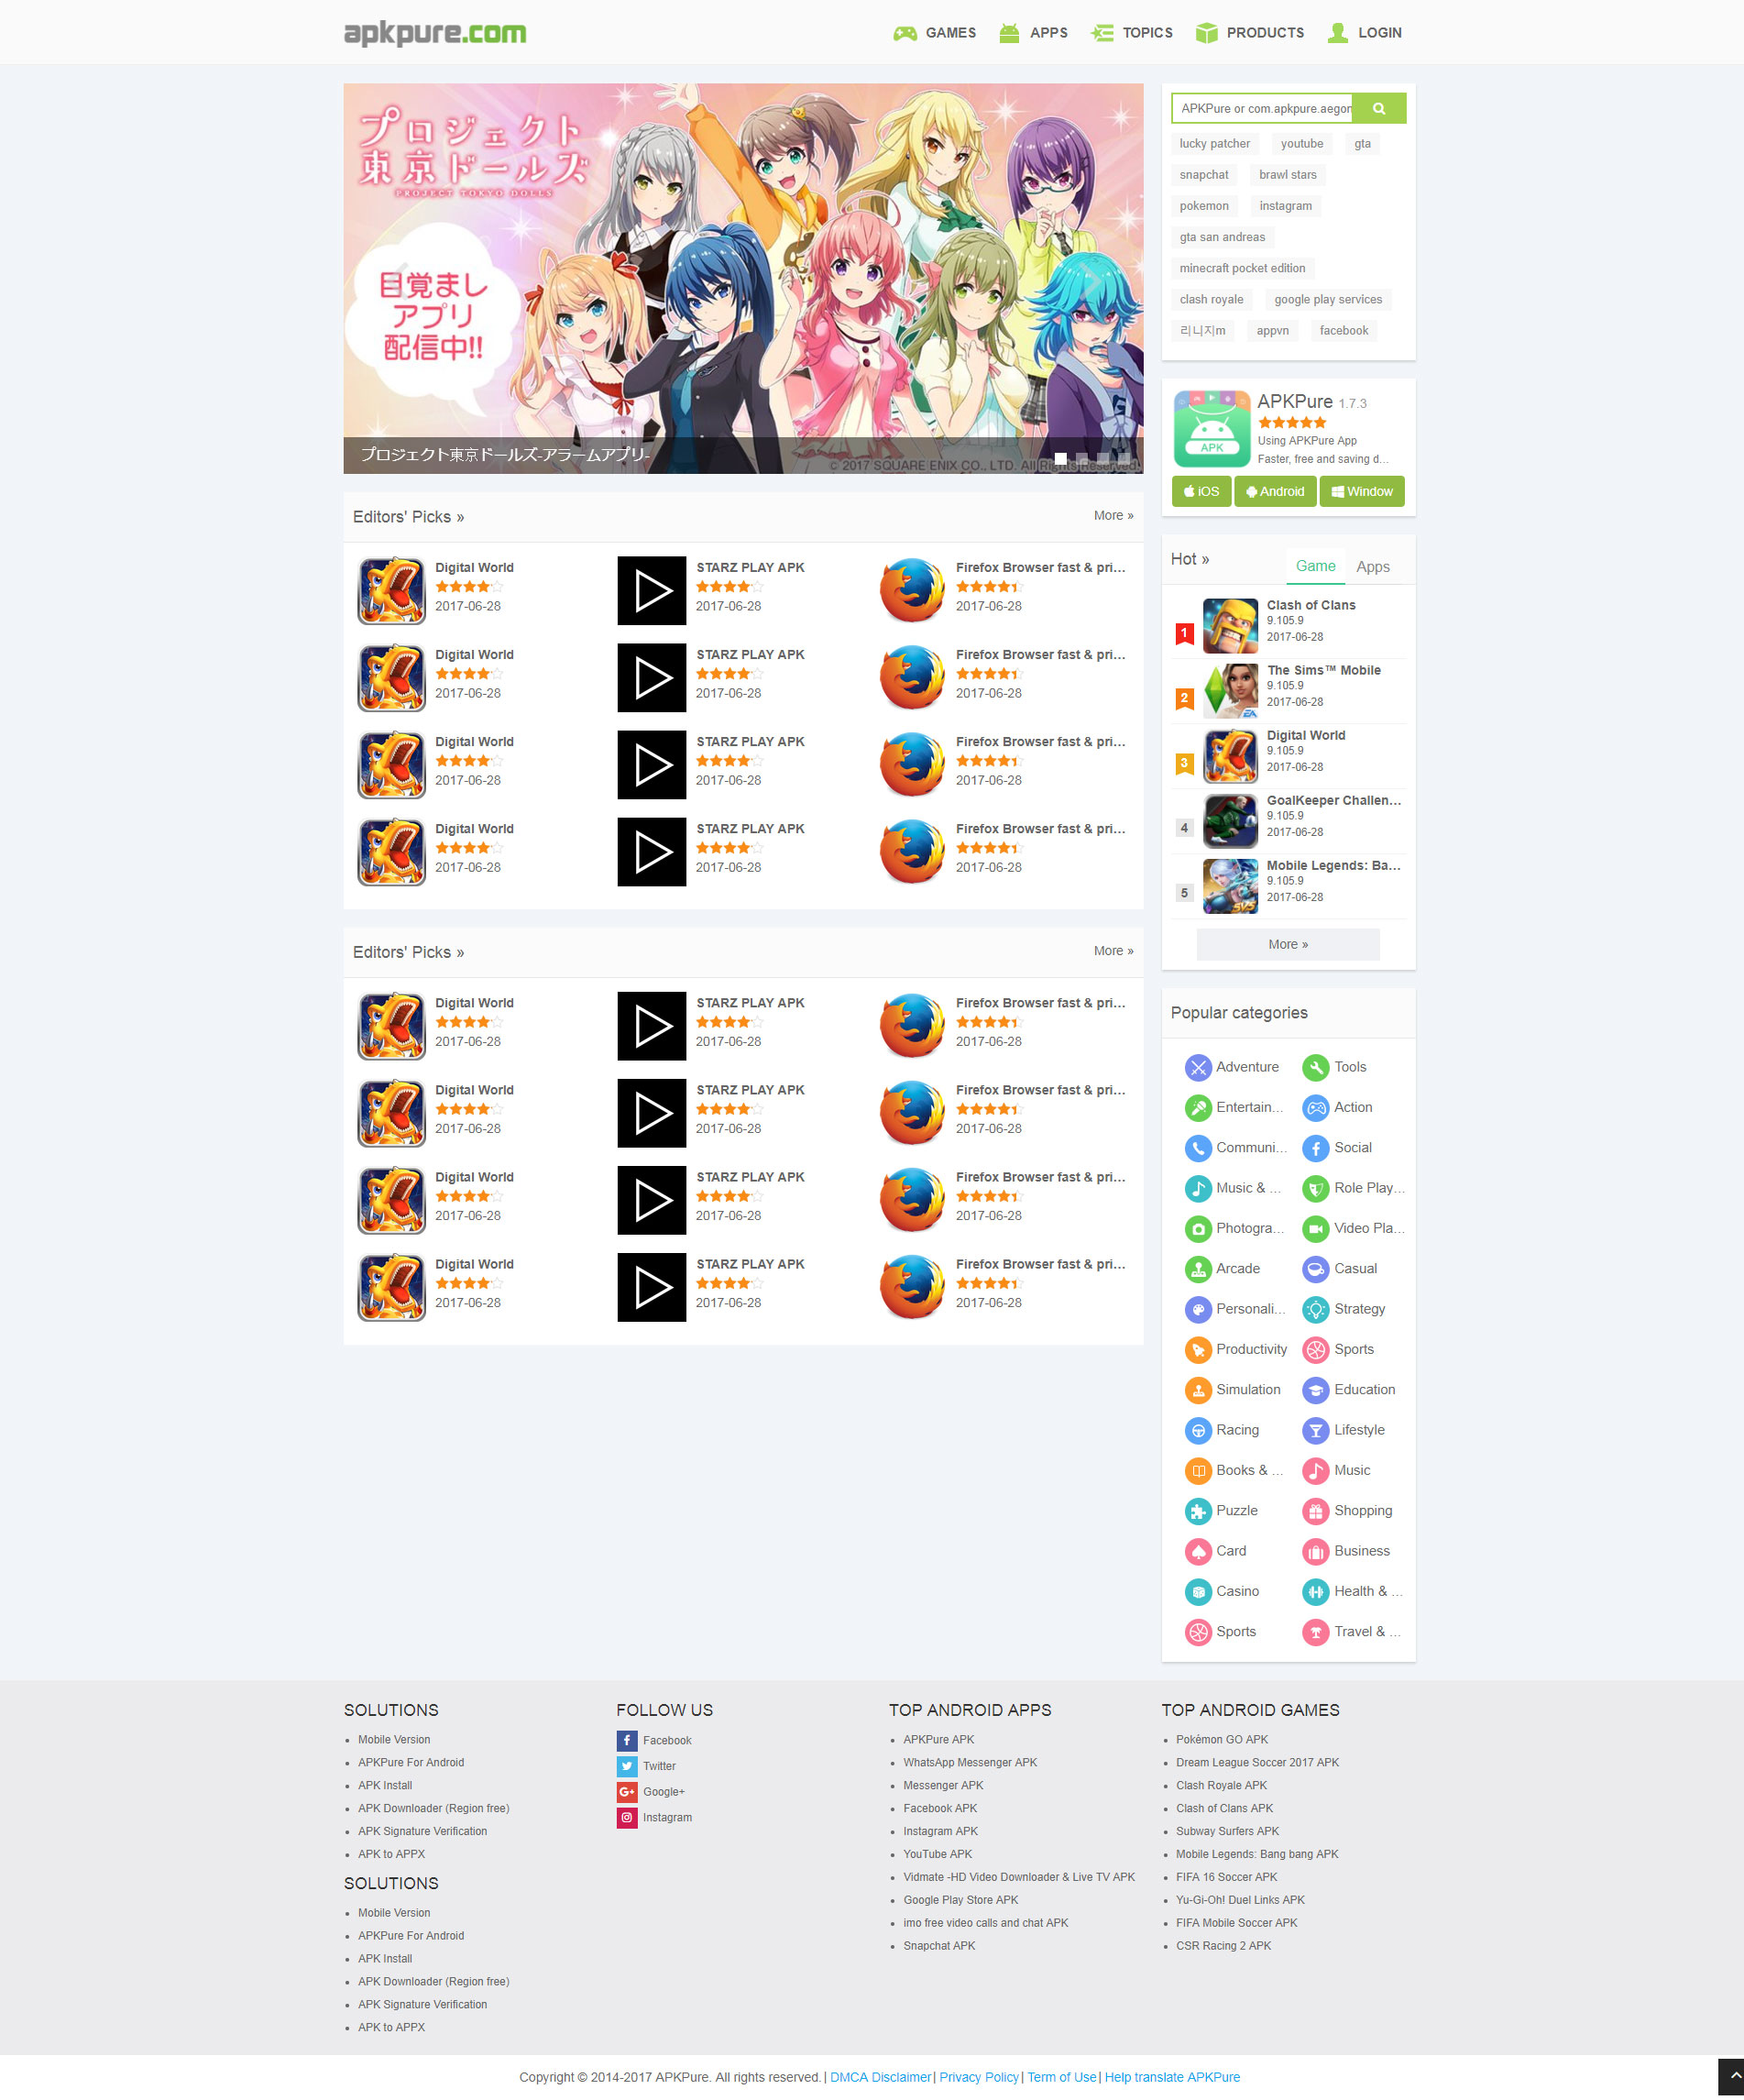 apkpure.com
GAMES
APPS
TOPICS
PRODUCTS
LOGIN
プロジェクト
東京ドールズ
PROJECT TOKYO DOLLS
目覚まし
アプリ
配信中!!
プロジェクト東京ドールズ-アラームアプリ-
© 2017 SQUARE ENIX CO., LTD. All Rights Reserved.
APKPure or com.apkpure.aegon
lucky patcher
youtube
gta
snapchat
brawl stars
pokemon
instagram
gta san andreas
minecraft pocket edition
clash royale
google play services
리니지m
appvn
facebook
APKPure 1.7.3
Using APKPure App
Faster, free and saving d...
APK
iOS
Android
Window
Editors' Picks »
More »
Digital World
2017-06-28
STARZ PLAY APK
2017-06-28
Firefox Browser fast & pri...
2017-06-28
Digital World
2017-06-28
STARZ PLAY APK
2017-06-28
Firefox Browser fast & pri...
2017-06-28
Digital World
2017-06-28
STARZ PLAY APK
2017-06-28
Firefox Browser fast & pri...
2017-06-28
Digital World
2017-06-28
STARZ PLAY APK
2017-06-28
Firefox Browser fast & pri...
2017-06-28
Hot »
Game
Apps
1
Clash of Clans
9.105.9
2017-06-28
2
The Sims™ Mobile
9.105.9
2017-06-28
EA
3
Digital World
9.105.9
2017-06-28
4
GoalKeeper Challen...
9.105.9
2017-06-28
5
Mobile Legends: Ba...
9.105.9
2017-06-28
5V5
More »
Editors' Picks »
More »
Digital World
2017-06-28
STARZ PLAY APK
2017-06-28
Firefox Browser fast & pri...
2017-06-28
Digital World
2017-06-28
STARZ PLAY APK
2017-06-28
Firefox Browser fast & pri...
2017-06-28
Digital World
2017-06-28
STARZ PLAY APK
2017-06-28
Firefox Browser fast & pri...
2017-06-28
Digital World
2017-06-28
STARZ PLAY APK
2017-06-28
Firefox Browser fast & pri...
2017-06-28
Popular categories
Adventure
Tools
Entertain...
Action
Communi...
Social
Music & ...
Role Play...
Photogra...
Video Pla...
Arcade
Casual
Personali...
Strategy
Productivity
Sports
Simulation
Education
Racing
Lifestyle
Books & ...
Music
Puzzle
Shopping
Card
Business
Casino
Health & ...
Sports
Travel & ...
SOLUTIONS
Mobile Version
APKPure For Android
APK Install
APK Downloader (Region free)
APK Signature Verification
APK to APPX
SOLUTIONS
Mobile Version
APKPure For Android
APK Install
APK Downloader (Region free)
APK Signature Verification
APK to APPX
FOLLOW US
Facebook
Twitter
Google+
Instagram
TOP ANDROID APPS
APKPure APK
WhatsApp Messenger APK
Messenger APK
Facebook APK
Instagram APK
YouTube APK
Vidmate -HD Video Downloader & Live TV APK
Google Play Store APK
imo free video calls and chat APK
Snapchat APK
TOP ANDROID GAMES
Pokémon GO APK
Dream League Soccer 2017 APK
Clash Royale APK
Clash of Clans APK
Subway Surfers APK
Mobile Legends: Bang bang APK
FIFA 16 Soccer APK
Yu-Gi-Oh! Duel Links APK
FIFA Mobile Soccer APK
CSR Racing 2 APK
Copyright © 2014-2017 APKPure. All rights reserved. | DMCA Disclaimer | Privacy Policy | Term of Use | Help translate APKPure